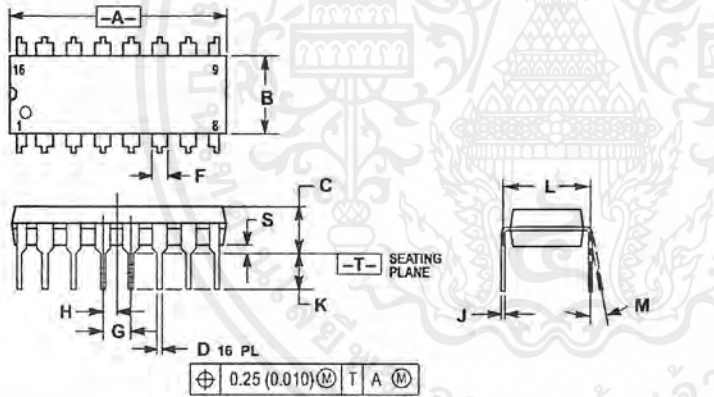 –A–
16 9
B
1 8
F
C
L
S
–T– SEATING
PLANE
K
H
G
J
M
D 16 PL
⌖ 0.25 (0.010) Ⓜ T A Ⓜ